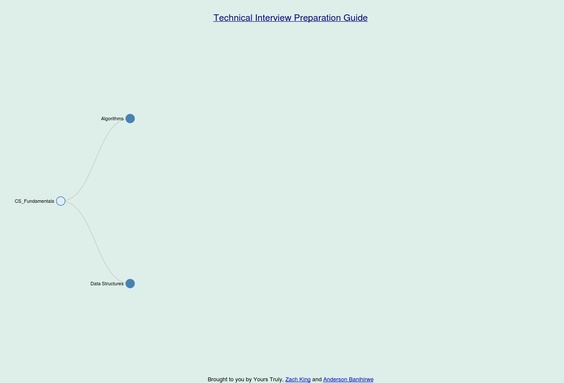 Technical Interview Preparation Guide
Algorithms
CS_Fundamentals
Data Structures
Brought to you by Yours Truly, Zach King and Anderson Banihirwe